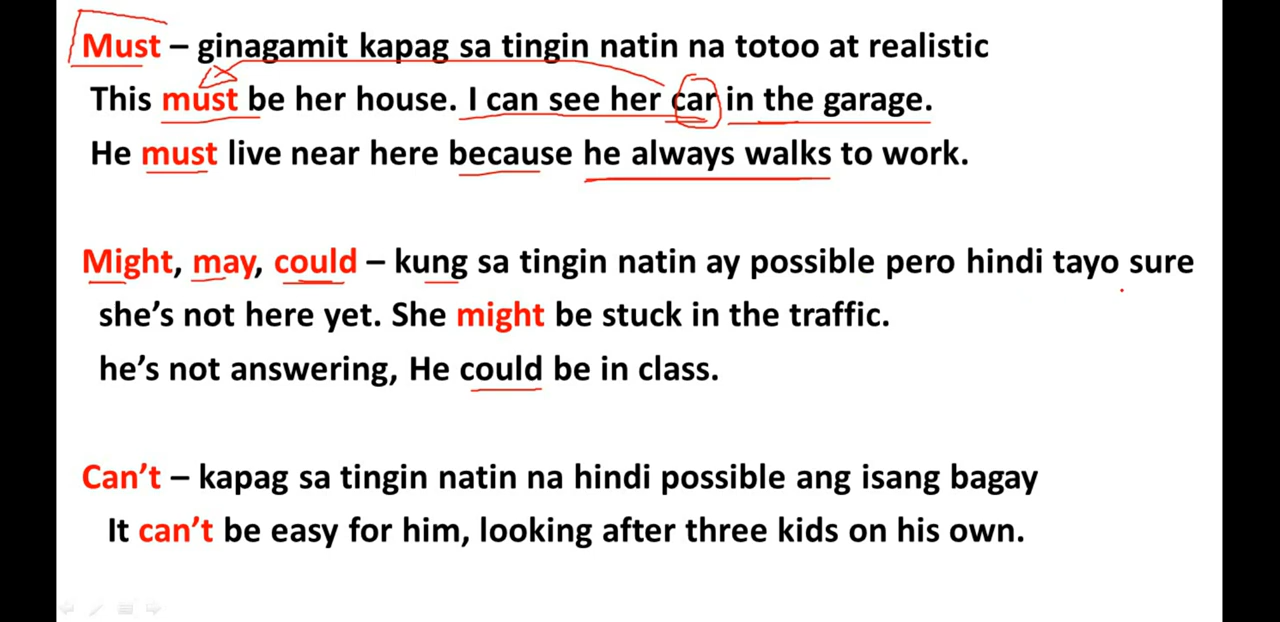 Must – ginagamit kapag sa tingin natin na totoo at realistic
This must be her house. I can see her car in the garage.
He must live near here because he always walks to work.
Might, may, could – kung sa tingin natin ay possible pero hindi tayo sure
she's not here yet. She might be stuck in the traffic.
he's not answering, He could be in class.
Can't – kapag sa tingin natin na hindi possible ang isang bagay
It can't be easy for him, looking after three kids on his own.